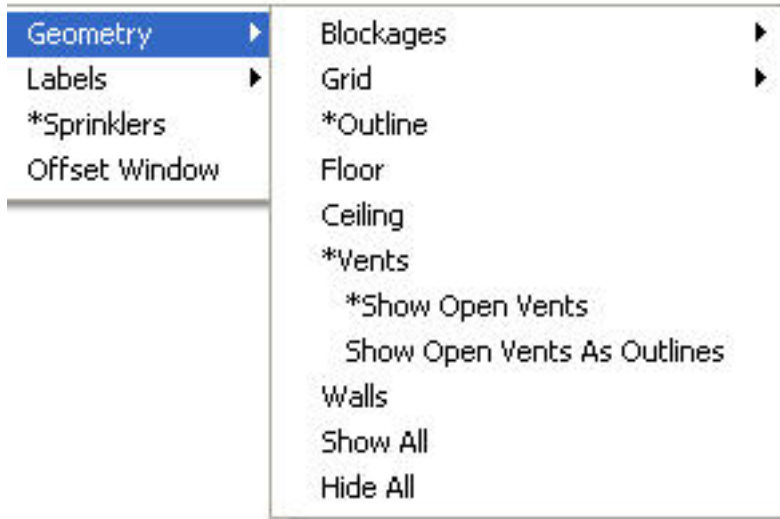 Geometry
Labels
*Sprinklers
Offset Window
Blockages
Grid
*Outline
Floor
Ceiling
*Vents
*Show Open Vents
Show Open Vents As Outlines
Walls
Show All
Hide All